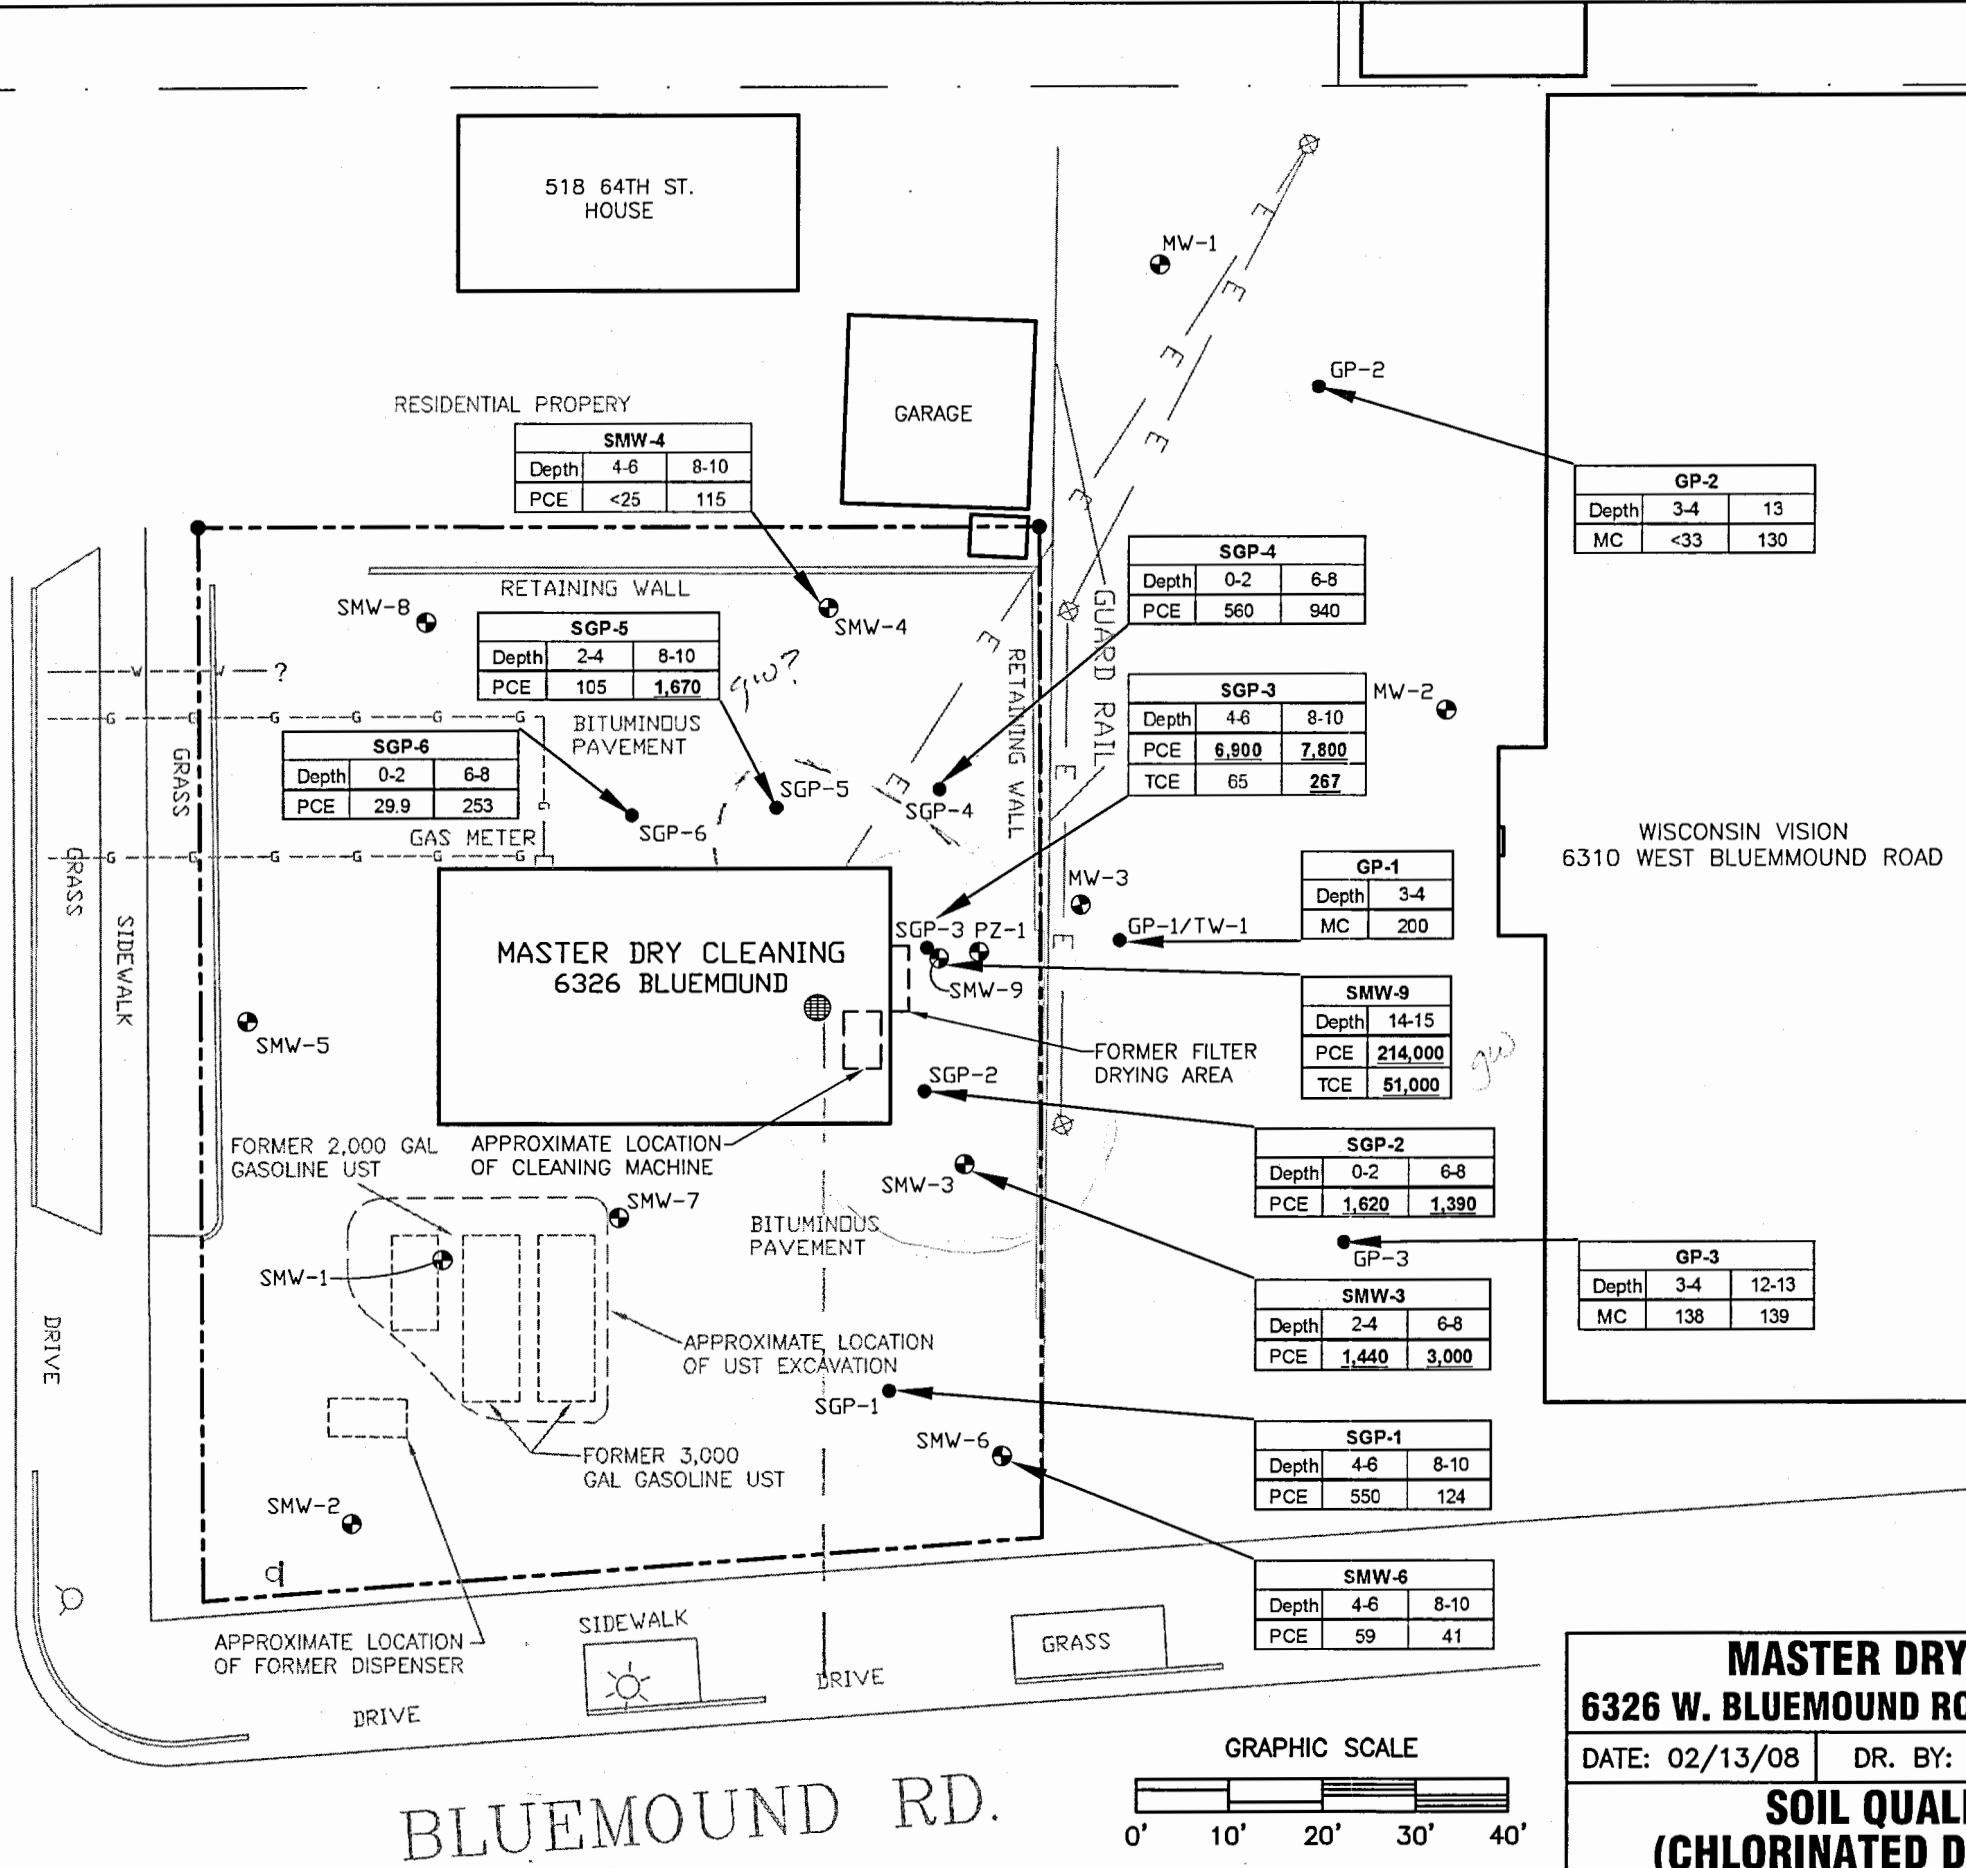 518 64TH ST.
HOUSE
MW-1
GP-2
RESIDENTIAL PROPERY
GARAGE
SMW-4
Depth 4-6 8-10
PCE <25 115
GP-2
Depth 3-4 13
MC <33 130
SGP-4
Depth 0-2 6-8
PCE 560 940
RETAINING WALL
SMW-8
SMW-4
SGP-5
Depth 2-4 8-10
PCE 105 1,670
gw?
GUARD RAIL
RETAINING WALL
W W ?
G G G G G G
SGP-3
Depth 4-6 8-10
PCE 6,900 7,800
TCE 65 267
MW-2
BITUMINOUS
PAVEMENT
SGP-6
Depth 0-2 6-8
PCE 29.9 253
GRASS
SGP-5
SGP-4
SGP-6
GAS METER
G
G G G G G G
E E E E E E E E E E E
GRASS
SIDEWALK
WISCONSIN VISION
6310 WEST BLUEMMOUND ROAD
MW-3
GP-1
Depth 3-4
MC 200
SGP-3 PZ-1
GP-1/TW-1
MASTER DRY CLEANING
6326 BLUEMOUND
SMW-9
SMW-9
Depth 14-15
PCE 214,000
TCE 51,000
gw
SMW-5
FORMER FILTER
DRYING AREA
SGP-2
FORMER 2,000 GAL
GASOLINE UST
APPROXIMATE LOCATION
OF CLEANING MACHINE
SGP-2
Depth 0-2 6-8
PCE 1,620 1,390
SMW-3
SMW-7
BITUMINOUS
PAVEMENT
GP-3
GP-3
Depth 3-4 12-13
MC 138 139
SMW-1
SMW-3
Depth 2-4 6-8
PCE 1,440 3,000
DRIVE
APPROXIMATE LOCATION
OF UST EXCAVATION
SGP-1
SGP-1
Depth 4-6 8-10
PCE 550 124
SMW-6
FORMER 3,000
GAL GASOLINE UST
SMW-2
d
SMW-6
Depth 4-6 8-10
PCE 59 41
APPROXIMATE LOCATION
OF FORMER DISPENSER
SIDEWALK
GRASS
DRIVE
DRIVE
MASTER DRY
6326 W. BLUEMOUND RO
DATE: 02/13/08 DR. BY:
SOIL QUALI
(CHLORINATED D
GRAPHIC SCALE
0' 10' 20' 30' 40'
BLUEMOUND RD.